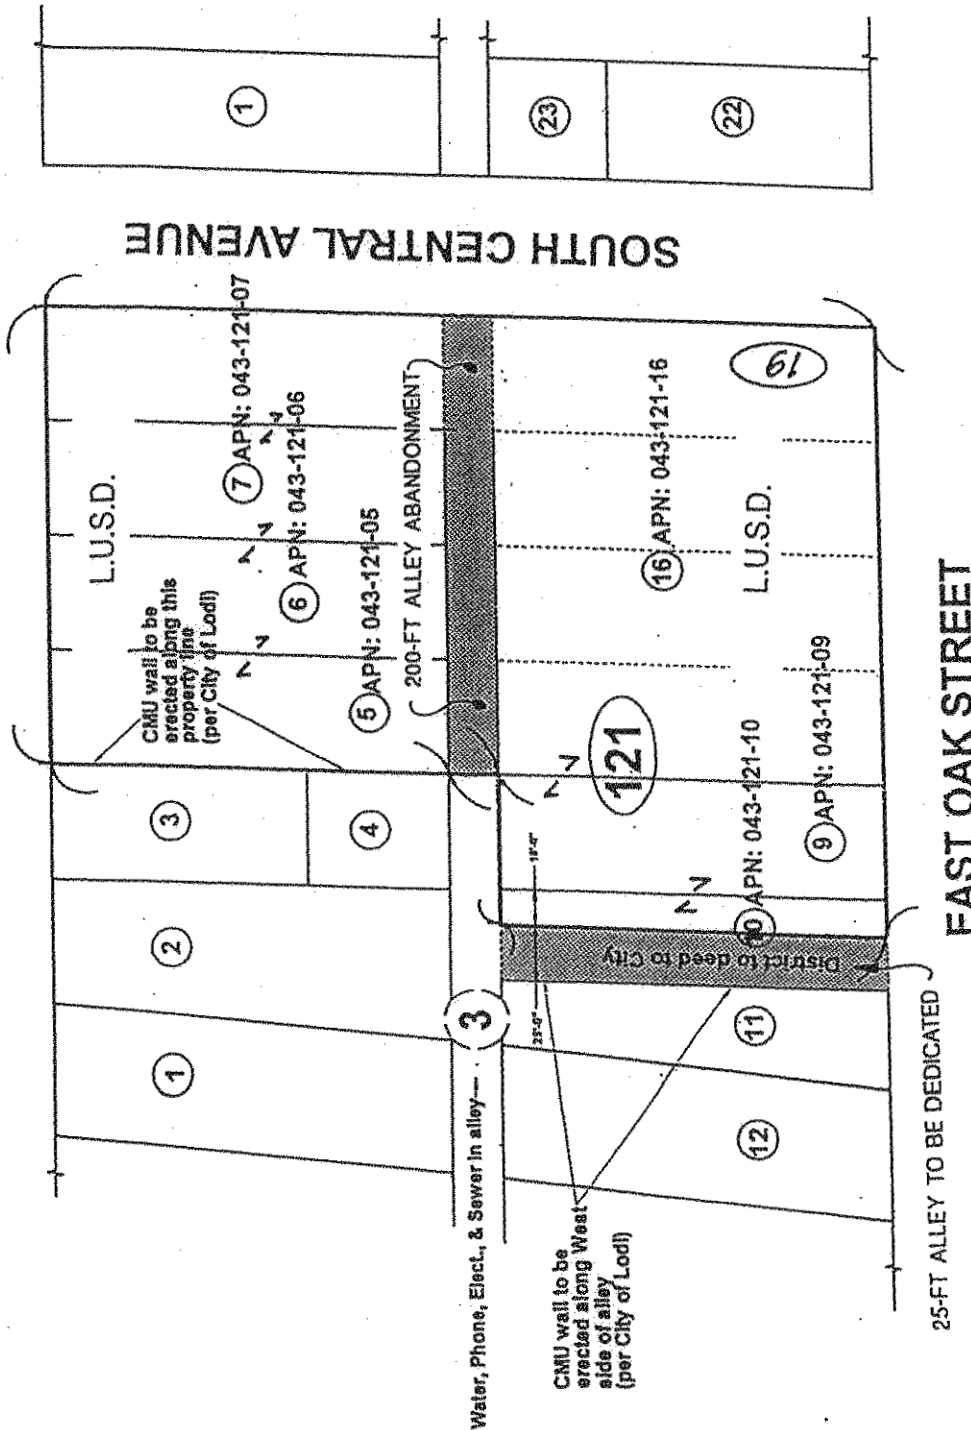 1
23
22
SOUTH CENTRAL AVENUE
L.U.S.D.
7 APN: 043-121-07
6 APN: 043-121-06
5 APN: 043-121-05
CMU wall to be
erected along this
property line
(per City of Lodi)
200-FT ALLEY ABANDONMENT
19
16 APN: 043-121-16
L.U.S.D.
121
10 APN: 043-121-10
9 APN: 043-121-09
3
4
2
1
3
25'-0"
District to deed to City
11
12
Water, Phone, Elect., & Sewer in alley
CMU wall to be
erected along West
side of alley
(per City of Lodi)
25-FT ALLEY TO BE DEDICATED
EAST OAK STREET